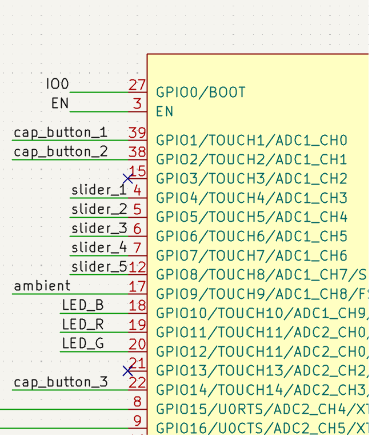 IO0 27 GPIO0/BOOT
EN 3 EN
cap_button_1 39 GPIO1/TOUCH1/ADC1_CH0
cap_button_2 38 GPIO2/TOUCH2/ADC1_CH1
15 GPIO3/TOUCH3/ADC1_CH2
slider_1 4 GPIO4/TOUCH4/ADC1_CH3
slider_2 5 GPIO5/TOUCH5/ADC1_CH4
slider_3 6 GPIO6/TOUCH6/ADC1_CH5
slider_4 7 GPIO7/TOUCH7/ADC1_CH6
slider_5 12 GPIO8/TOUCH8/ADC1_CH7/S
ambient 17 GPIO9/TOUCH9/ADC1_CH8/F
LED_B 18 GPIO10/TOUCH10/ADC1_CH9
LED_R 19 GPIO11/TOUCH11/ADC2_CH0
LED_G 20 GPIO12/TOUCH12/ADC2_CH1
21 GPIO13/TOUCH13/ADC2_CH2
cap_button_3 22 GPIO14/TOUCH14/ADC2_CH3
8 GPIO15/U0RTS/ADC2_CH4/X
9 GPIO16/U0CTS/ADC2_CH5/X